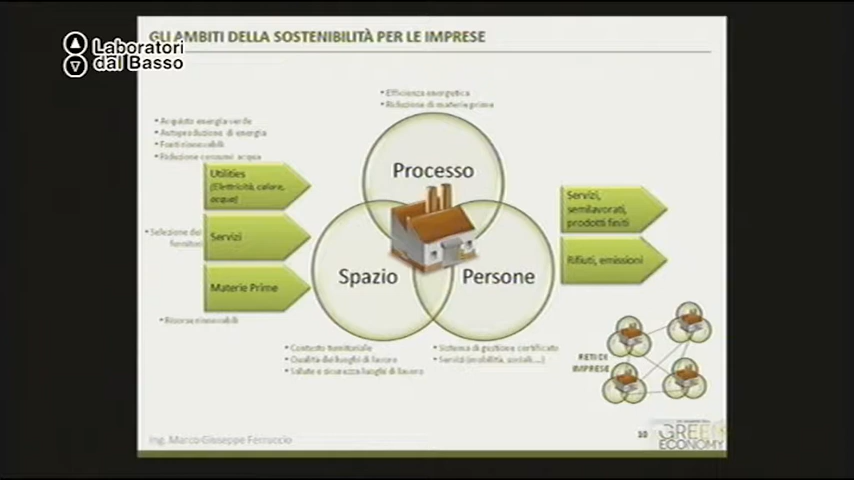 GLI AMBITI DELLA SOSTENIBILITÀ PER LE IMPRESE
Laboratori
dal Basso
• Efficienza energetica
• Riduzione di materie prime
• Acquisto energia verde
• Autoproduzione di energia
• Fonti rinnovabili
• Riduzione consumi acqua
Utilities
(Elettricità, calore,
acqua)
• Selezione dei
fornitori
Servizi
Materie Prime
• Risorse rinnovabili
Processo
Spazio
Persone
Servizi,
semilavorati,
prodotti finiti
Rifiuti, emissioni
• Contesto territoriale
• Qualità dei luoghi di lavoro
• Salute e sicurezza luoghi di lavoro
• Sistema di gestione certificato
• Servizi (mobilità, sociali, ...)
RETI DI
IMPRESE
Ing. Marco Giuseppe Ferruccio
10
GREEN
ECONOMY